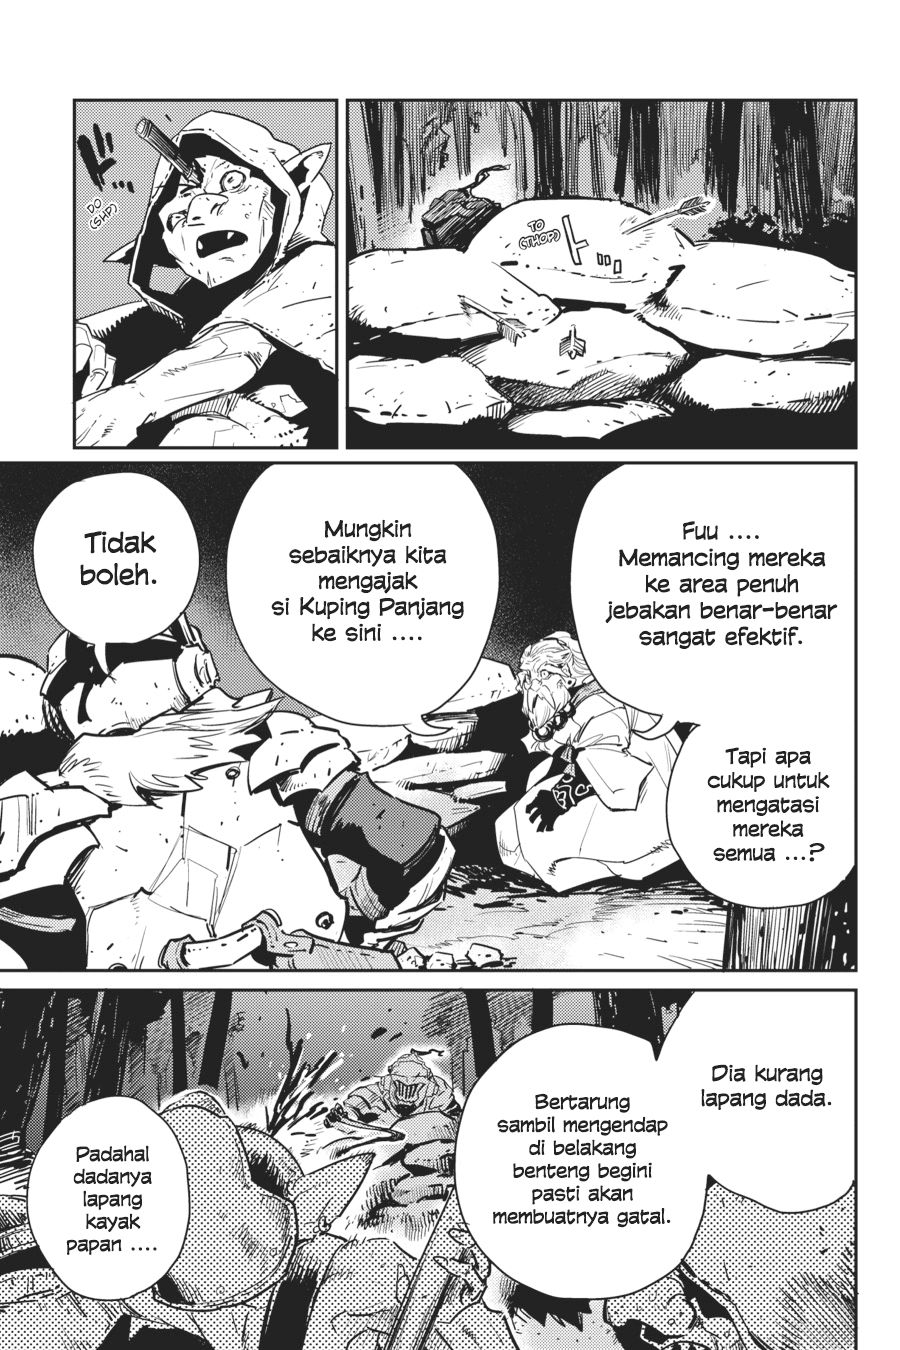 TO
(THOP)
ト
ド
DO
(SHP)
Fuu ....
Memancing mereka
ke area penuh
jebakan benar-benar
sangat efektif.
Tapi apa
cukup untuk
mengatasi
mereka
semua ...?
Mungkin
sebaiknya kita
mengajak
si Kuping Panjang
ke sini ....
Tidak
boleh.
Dia kurang
lapang dada.
Bertarung
sambil mengendap
di belakang
benteng begini
pasti akan
membuatnya gatal.
Padahal
dadanya
lapang
kayak
papan ....